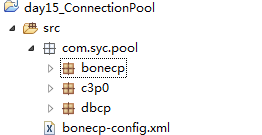 day15_ConnectionPool
src
com.syc.pool
bonecp
c3p0
dbcp
bonecp-config.xml